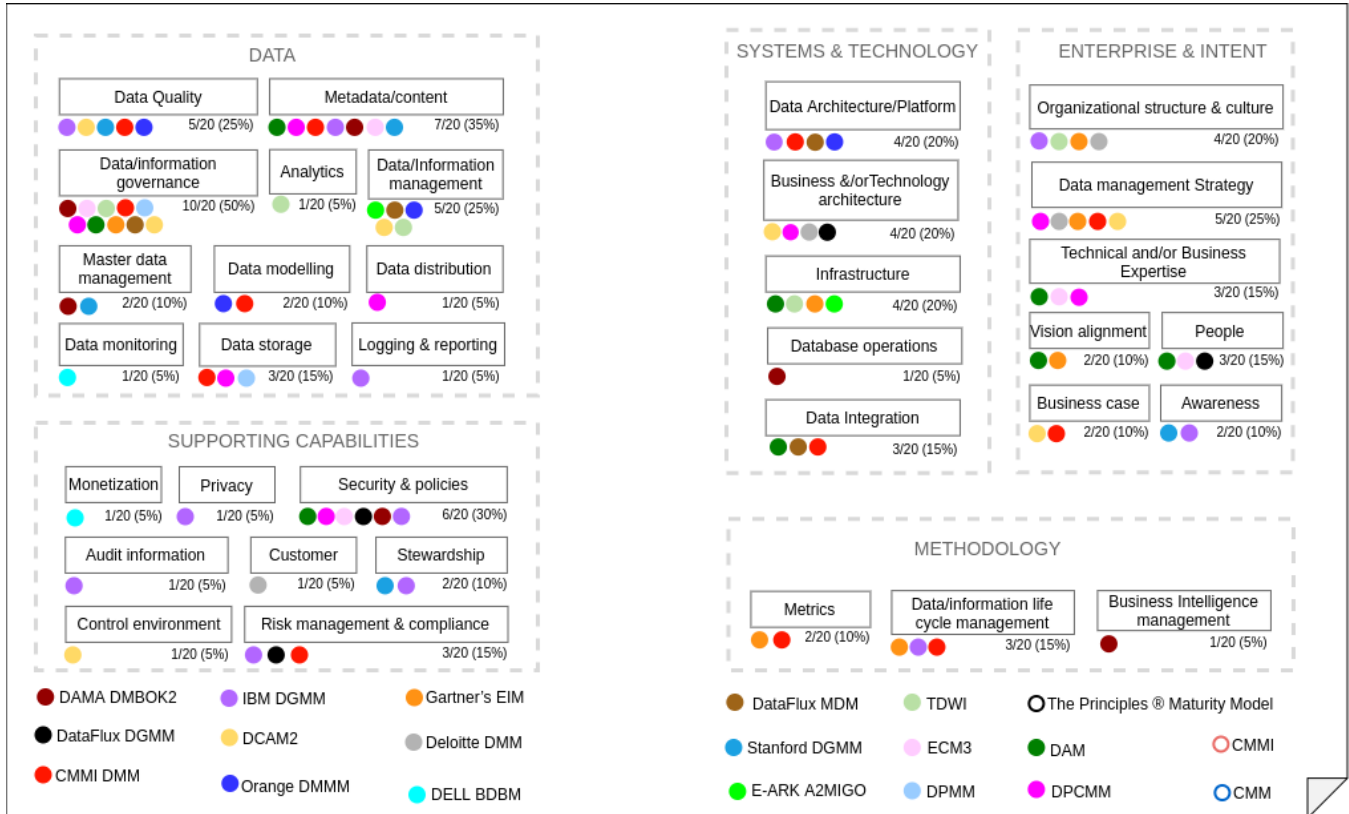 DATA
Data Quality
5/20 (25%)
Metadata/content
7/20 (35%)
Data/information
governance
10/20 (50%)
Analytics
1/20 (5%)
Data/Information
management
5/20 (25%)
Master data
management
2/20 (10%)
Data modelling
2/20 (10%)
Data distribution
1/20 (5%)
Data monitoring
1/20 (5%)
Data storage
3/20 (15%)
Logging & reporting
1/20 (5%)
SUPPORTING CAPABILITIES
Monetization
1/20 (5%)
Privacy
1/20 (5%)
Security & policies
6/20 (30%)
Audit information
1/20 (5%)
Customer
1/20 (5%)
Stewardship
2/20 (10%)
Control environment
1/20 (5%)
Risk management & compliance
3/20 (15%)
SYSTEMS & TECHNOLOGY
Data Architecture/Platform
4/20 (20%)
Business &/orTechnology
architecture
4/20 (20%)
Infrastructure
4/20 (20%)
Database operations
1/20 (5%)
Data Integration
3/20 (15%)
ENTERPRISE & INTENT
Organizational structure & culture
4/20 (20%)
Data management Strategy
5/20 (25%)
Technical and/or Business
Expertise
3/20 (15%)
Vision alignment
2/20 (10%)
People
3/20 (15%)
Business case
2/20 (10%)
Awareness
2/20 (10%)
METHODOLOGY
Metrics
2/20 (10%)
Data/information life
cycle management
3/20 (15%)
Business Intelligence
management
1/20 (5%)
DAMA DMBOK2
IBM DGMM
Gartner's EIM
DataFlux DGMM
DCAM2
Deloitte DMM
CMMI DMM
Orange DMMM
DELL BDBM
DataFlux MDM
TDWI
The Principles ® Maturity Model
Stanford DGMM
ECM3
DAM
CMMI
E-ARK A2MIGO
DPMM
DPCMM
CMM